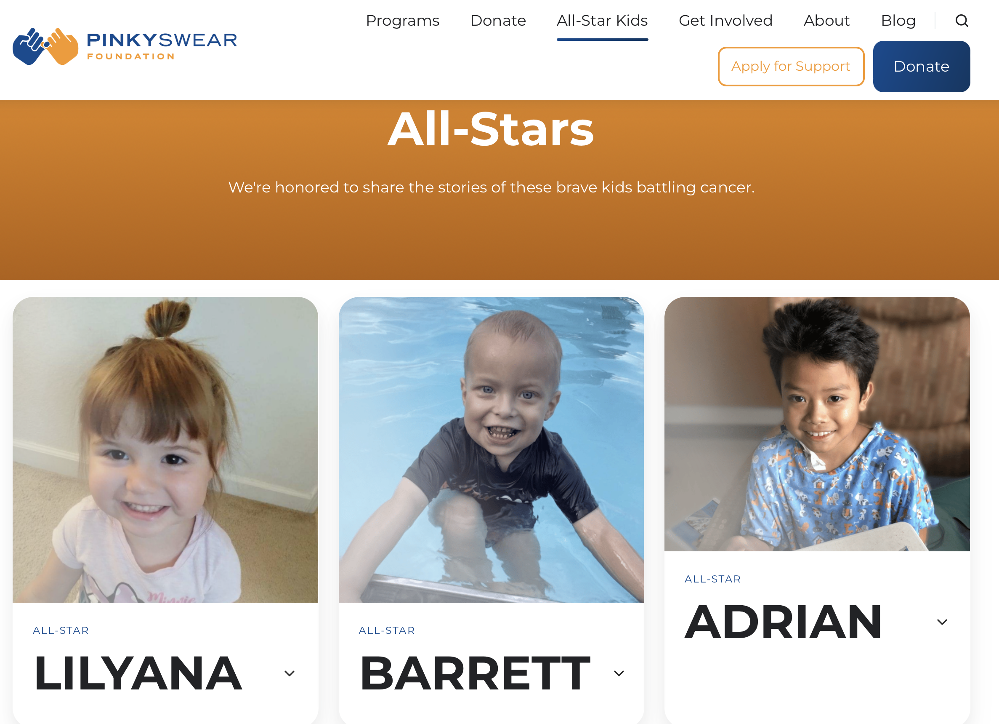 Programs
Donate
All-Star Kids
Get Involved
About
Blog
PINKYSWEAR
FOUNDATION
Apply for Support
Donate
All-Stars
We're honored to share the stories of these brave kids battling cancer.
Minnie
ALL-STAR
LILYANA
ALL-STAR
BARRETT
ALL-STAR
ADRIAN